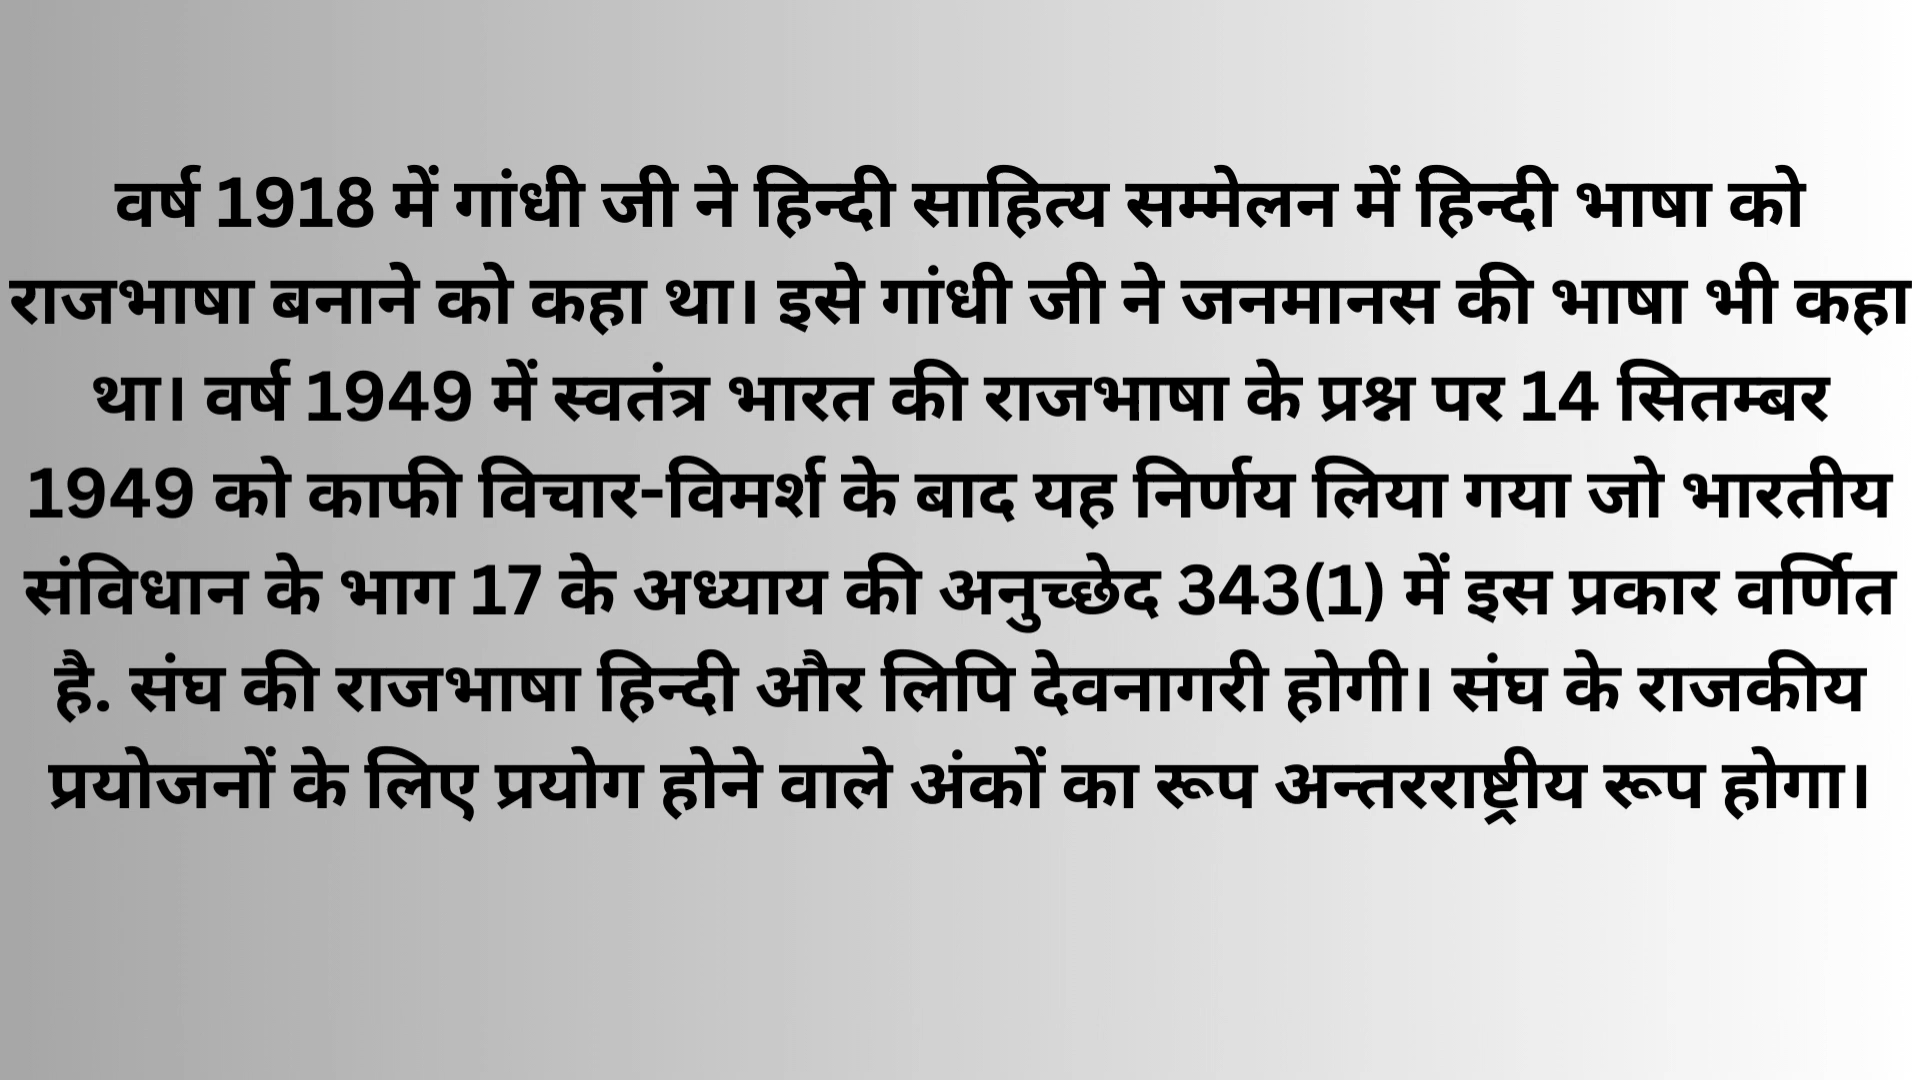 वर्ष 1918 में गांधी जी ने हिन्दी साहित्य सम्मेलन में हिन्दी भाषा को
राजभाषा बनाने को कहा था। इसे गांधी जी ने जनमानस की भाषा भी कहा
था। वर्ष 1949 में स्वतंत्र भारत की राजभाषा के प्रश्न पर 14 सितम्बर
1949 को काफी विचार-विमर्श के बाद यह निर्णय लिया गया जो भारतीय
संविधान के भाग 17 के अध्याय की अनुच्छेद 343(1) में इस प्रकार वर्णित
है. संघ की राजभाषा हिन्दी और लिपि देवनागरी होगी। संघ के राजकीय
प्रयोजनों के लिए प्रयोग होने वाले अंकों का रूप अन्तरराष्ट्रीय रूप होगा।